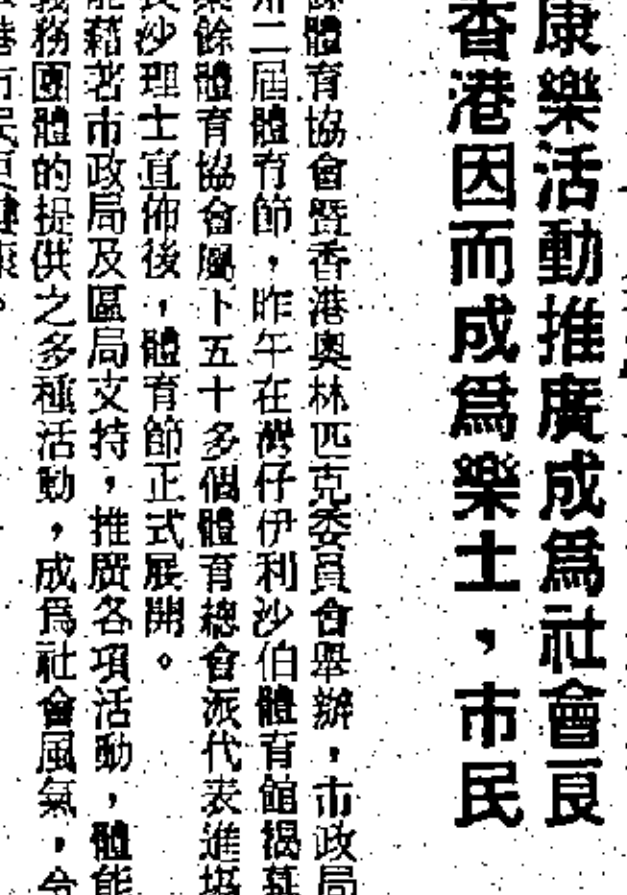 康樂活動推廣成爲社會良
香港因而成爲樂土,市民
餘體育協會暨香港奧林匹克委員會舉辦,市政局
二屆體育節,昨午在灣仔伊利沙伯體育館揭幕
業餘體育協會屬下五十多個體育總會派代表進場
沙理士宣佈後,體育節正式展開。
能藉着市政局及區局支持,推廣各項活動,體能
義務團體的提供之多種活動,成爲社會風氣,令
港市民更健康。